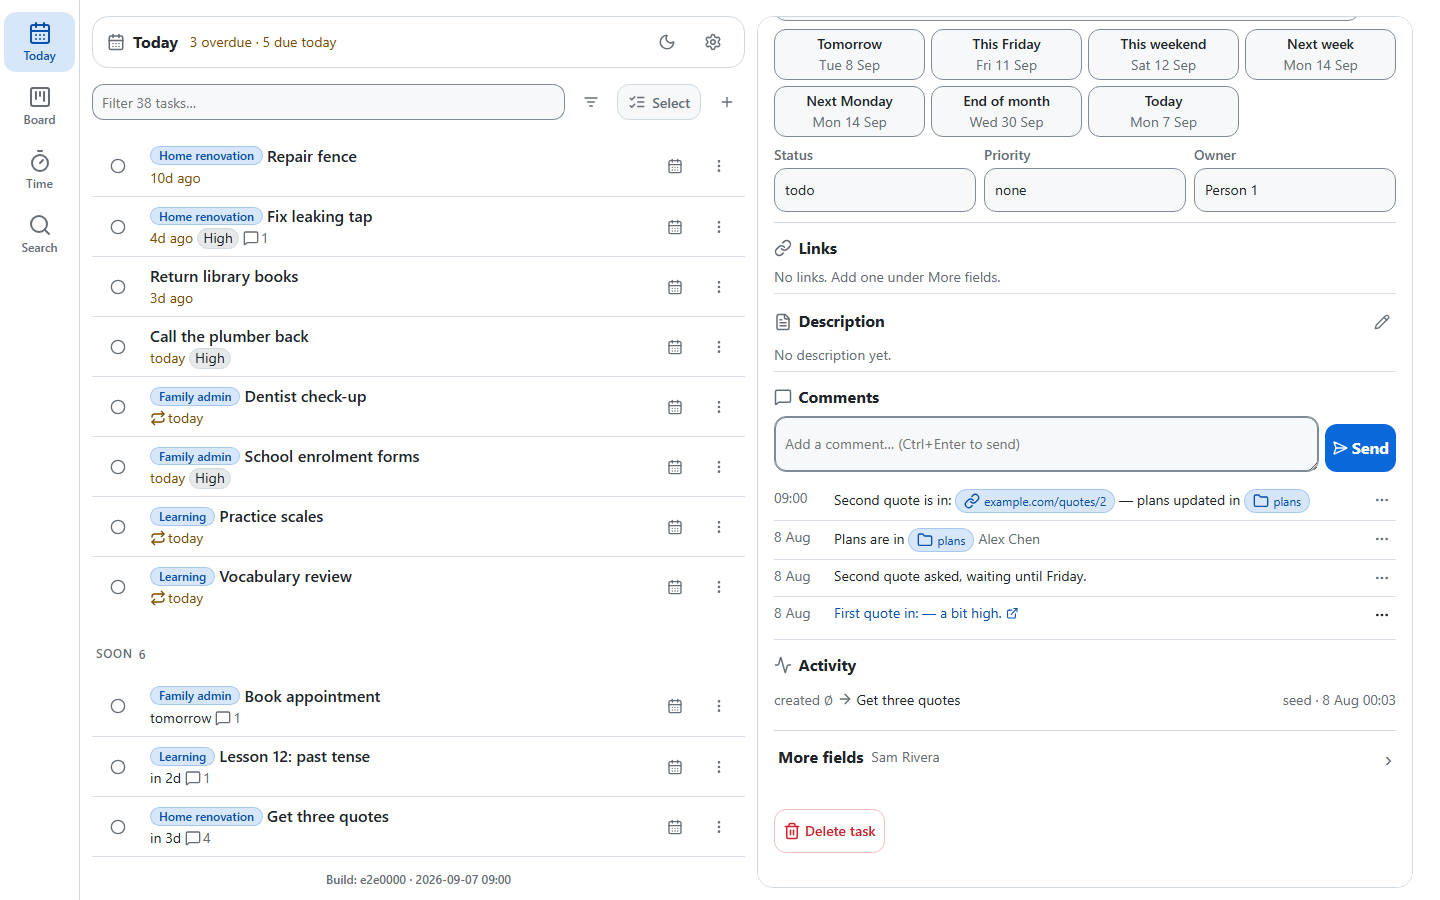 Today
Board
Time
Search
Today 3 overdue · 5 due today
Filter 38 tasks...
Select
Home renovation Repair fence
10d ago
Home renovation Fix leaking tap
4d ago High 1
Return library books
3d ago
Call the plumber back
today High
Family admin Dentist check-up
today
Family admin School enrolment forms
today High
Learning Practice scales
today
Learning Vocabulary review
today
SOON 6
Family admin Book appointment
tomorrow 1
Learning Lesson 12: past tense
in 2d 1
Home renovation Get three quotes
in 3d 4
Build: e2e0000 · 2026-09-07 09:00
Tomorrow
Tue 8 Sep
This Friday
Fri 11 Sep
This weekend
Sat 12 Sep
Next week
Mon 14 Sep
Next Monday
Mon 14 Sep
End of month
Wed 30 Sep
Today
Mon 7 Sep
Status
todo
Priority
none
Owner
Person 1
Links
No links. Add one under More fields.
Description
No description yet.
Comments
Add a comment... (Ctrl+Enter to send)
Send
09:00 Second quote is in: example.com/quotes/2 — plans updated in plans
8 Aug Plans are in plans Alex Chen
8 Aug Second quote asked, waiting until Friday.
8 Aug First quote in: — a bit high.
Activity
created Ø → Get three quotes seed · 8 Aug 00:03
More fields Sam Rivera
Delete task